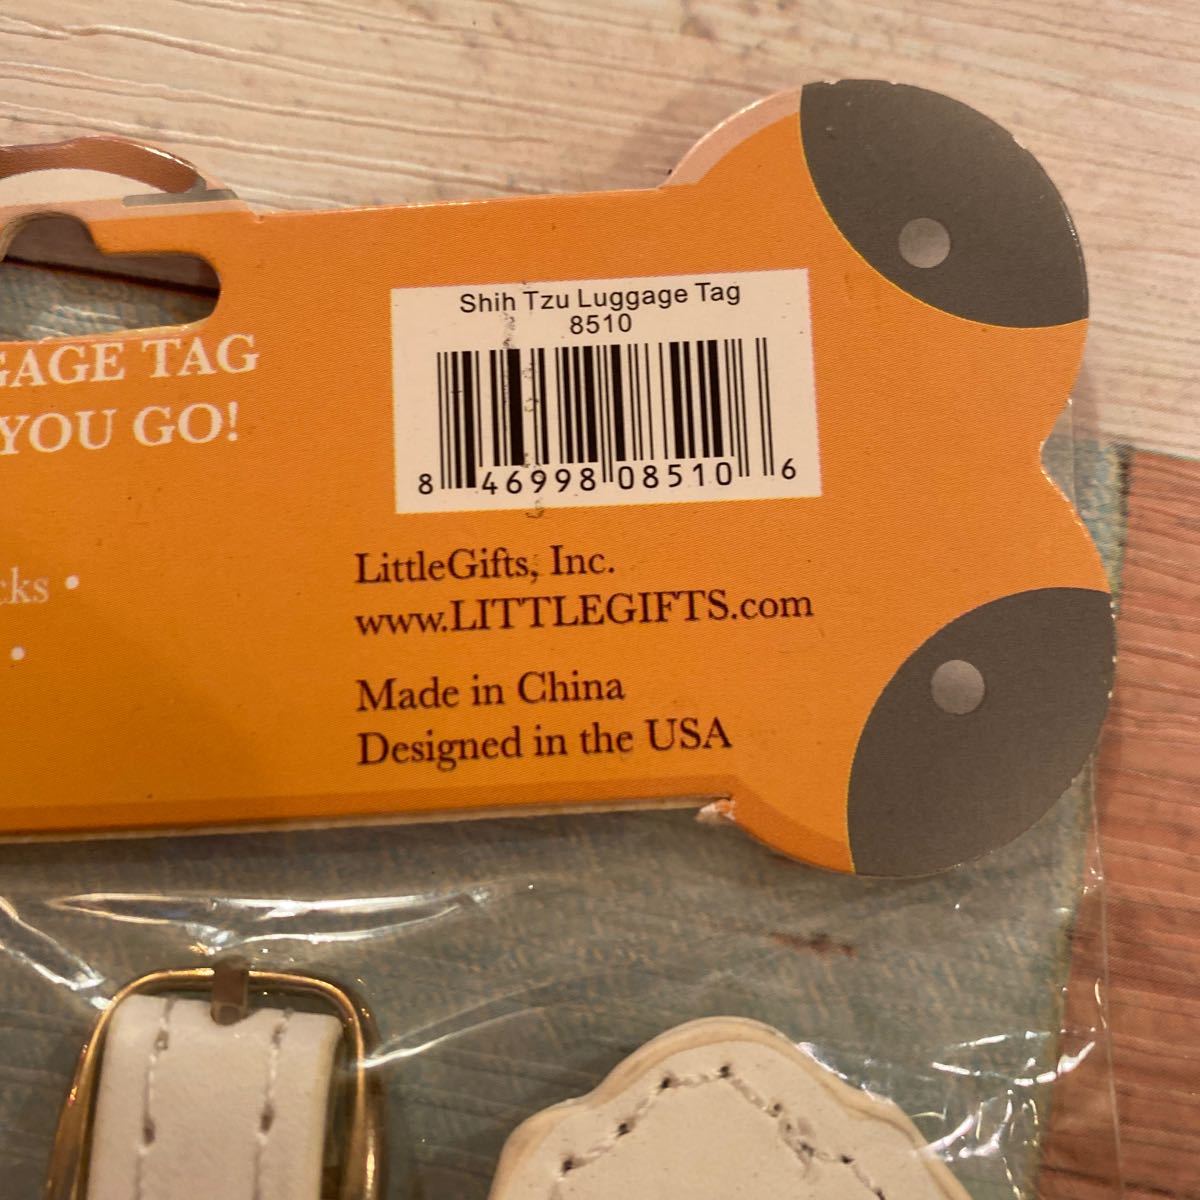 TAG
YOU GO!
Shih Tzu Luggage Tag
8510
8 46998 08510 6
LittleGifts, Inc.
www.LITTLEGIFTS.com
Made in China
Designed in the USA